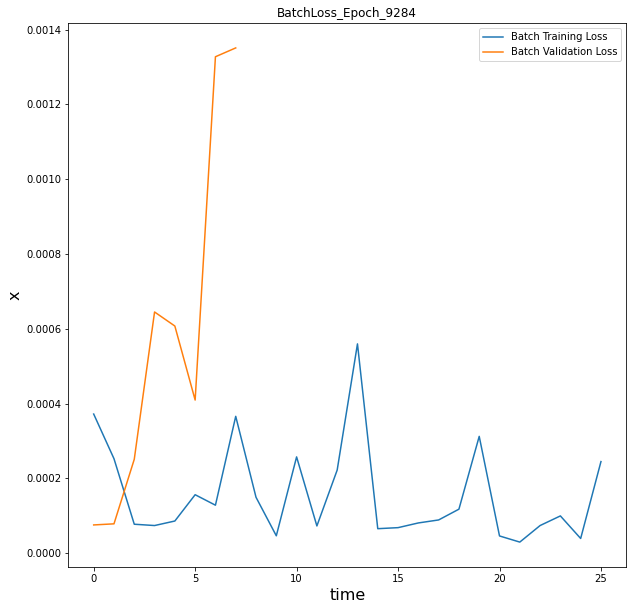 BatchLoss_Epoch_9284
Batch Training Loss
Batch Validation Loss
0.0014
0.0012
0.0010
0.0008
0.0006
0.0004
0.0002
0.0000
x
0 5 10 15 20 25
time